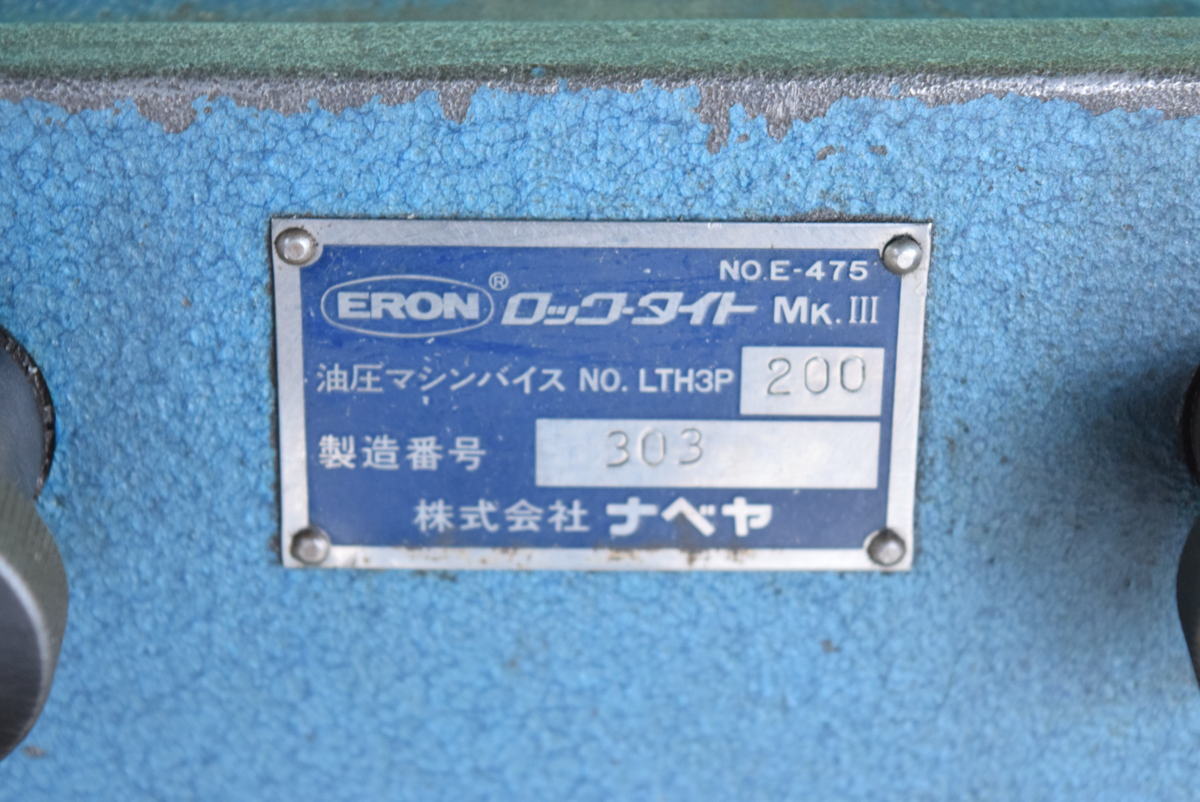 NO.E-475
ERON® ロック-タイト MK.III
油圧マシンバイス NO. LTH3P 200
製造番号 303
株式会社 ナベヤ